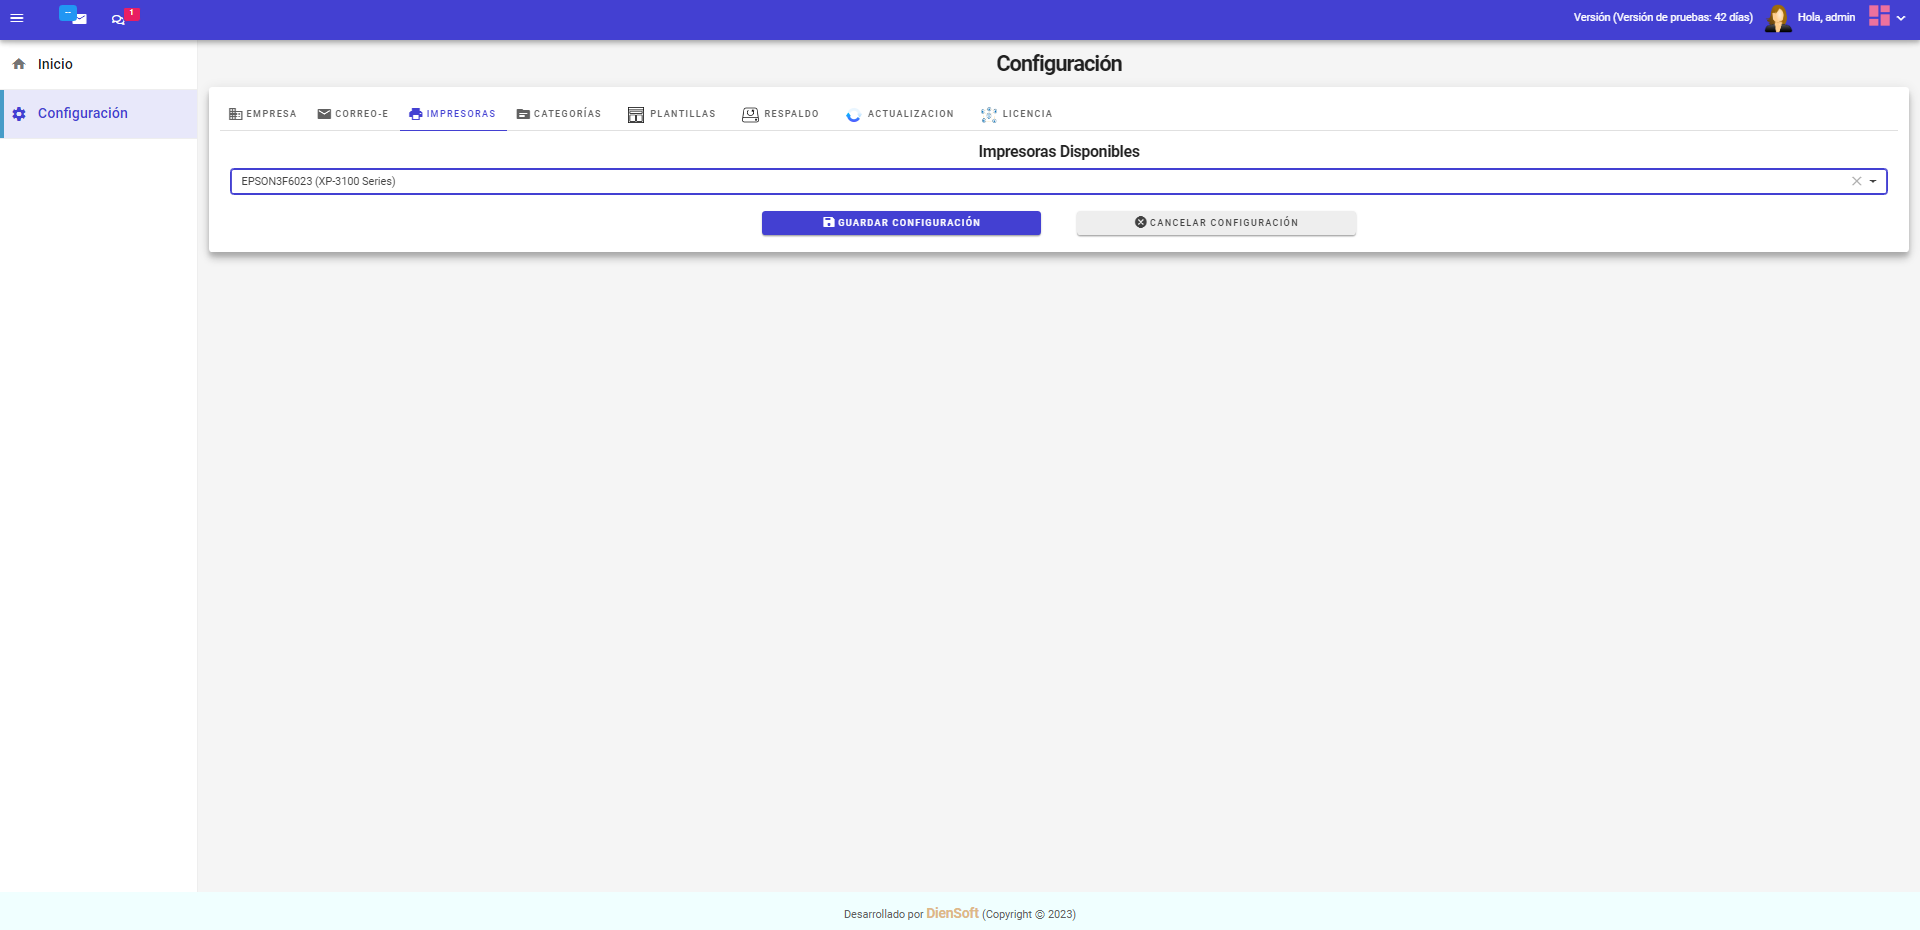 1
Versión (Versión de pruebas: 42 días)
Hola, admin
Inicio
Configuración
Configuración
EMPRESA
CORREO-E
IMPRESORAS
CATEGORÍAS
PLANTILLAS
RESPALDO
ACTUALIZACION
LICENCIA
Impresoras Disponibles
EPSON3F6023 (XP-3100 Series)
GUARDAR CONFIGURACIÓN
CANCELAR CONFIGURACIÓN
Desarrollado por DienSoft (Copyright © 2023)